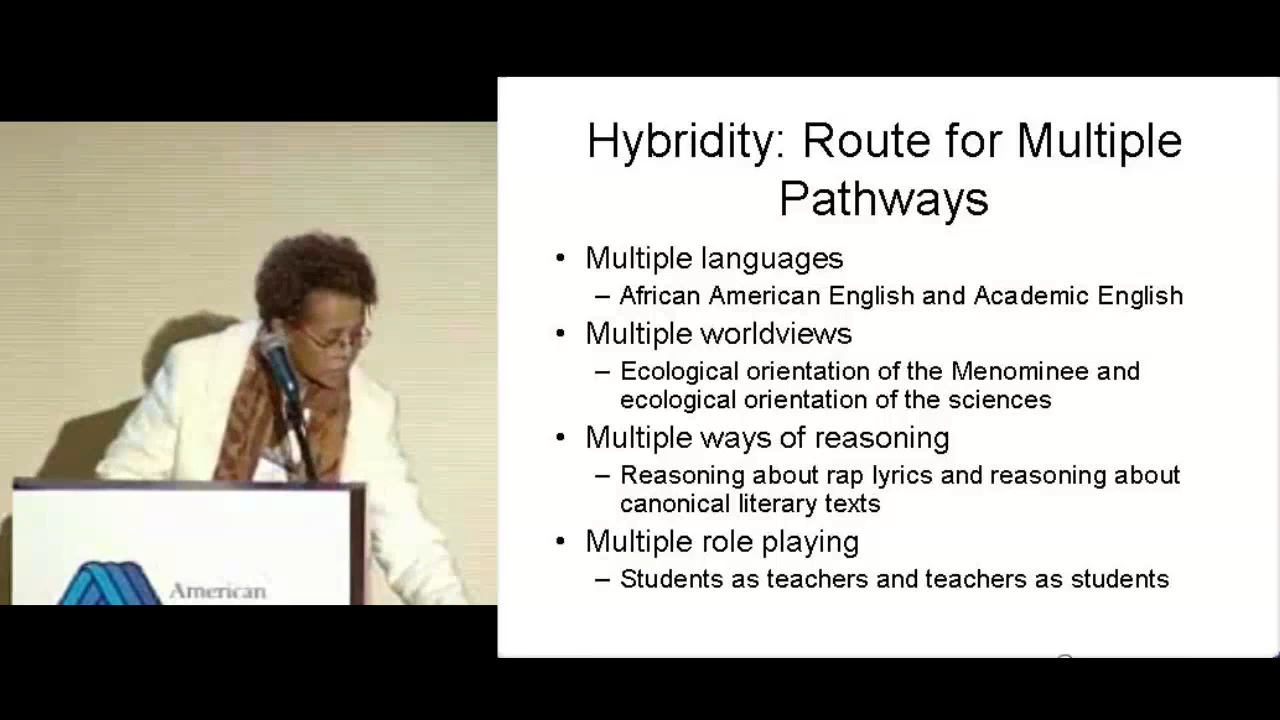 American
Hybridity: Route for Multiple
Pathways
• Multiple languages
– African American English and Academic English
• Multiple worldviews
– Ecological orientation of the Menominee and
ecological orientation of the sciences
• Multiple ways of reasoning
– Reasoning about rap lyrics and reasoning about
canonical literary texts
• Multiple role playing
– Students as teachers and teachers as students